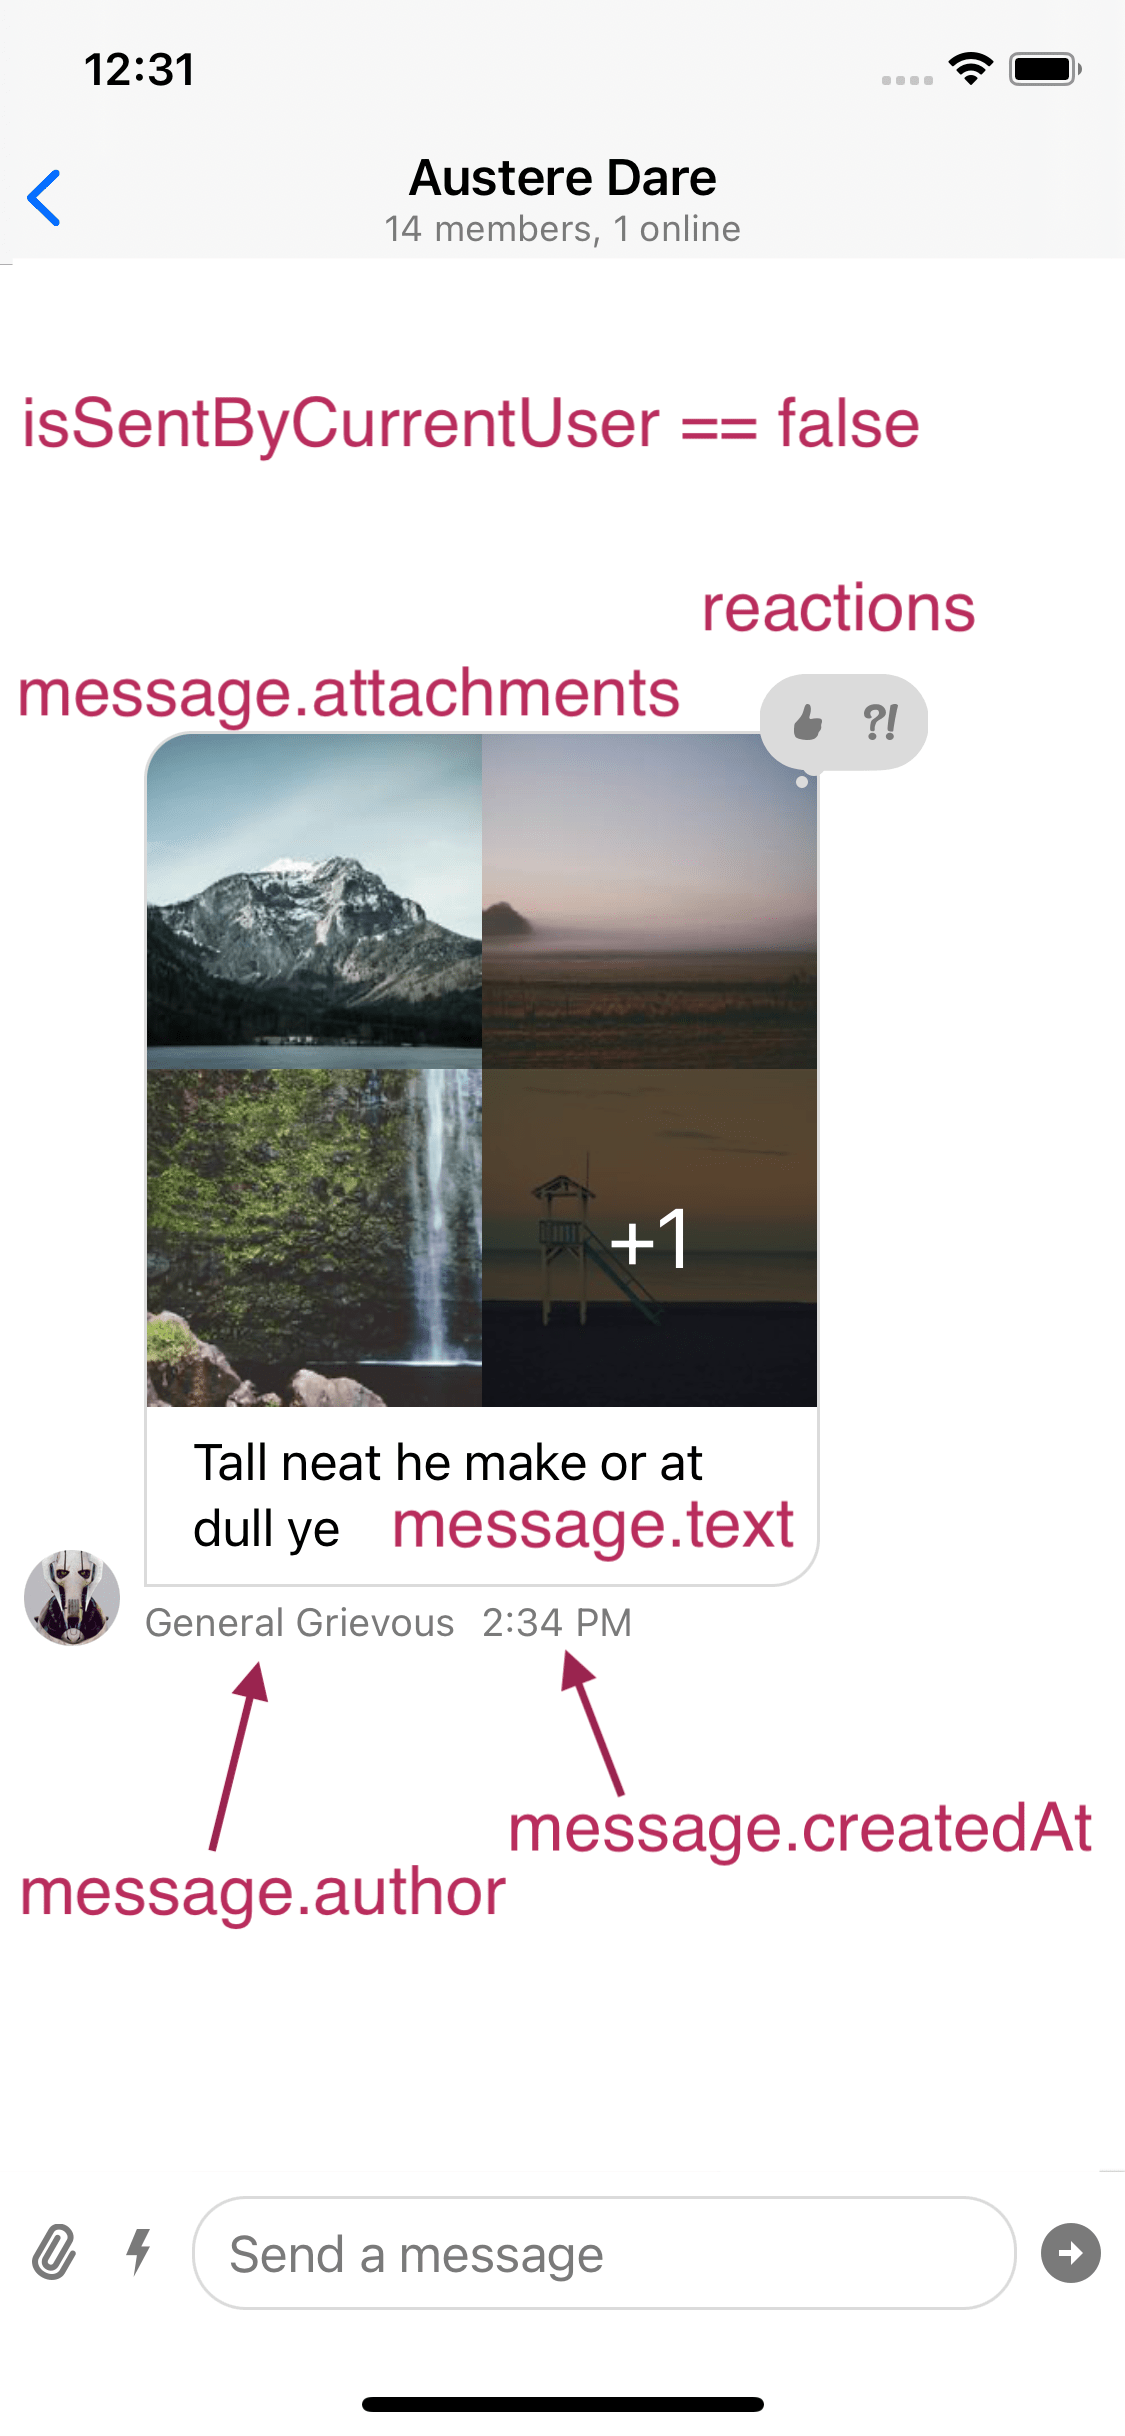 12:31
Austere Dare
14 members, 1 online
isSentByCurrentUser == false
reactions
message.attachments
?!
+1
Tall neat he make or at
dull ye
message.text
General Grievous 2:34 PM
message.createdAt
message.author
Send a message